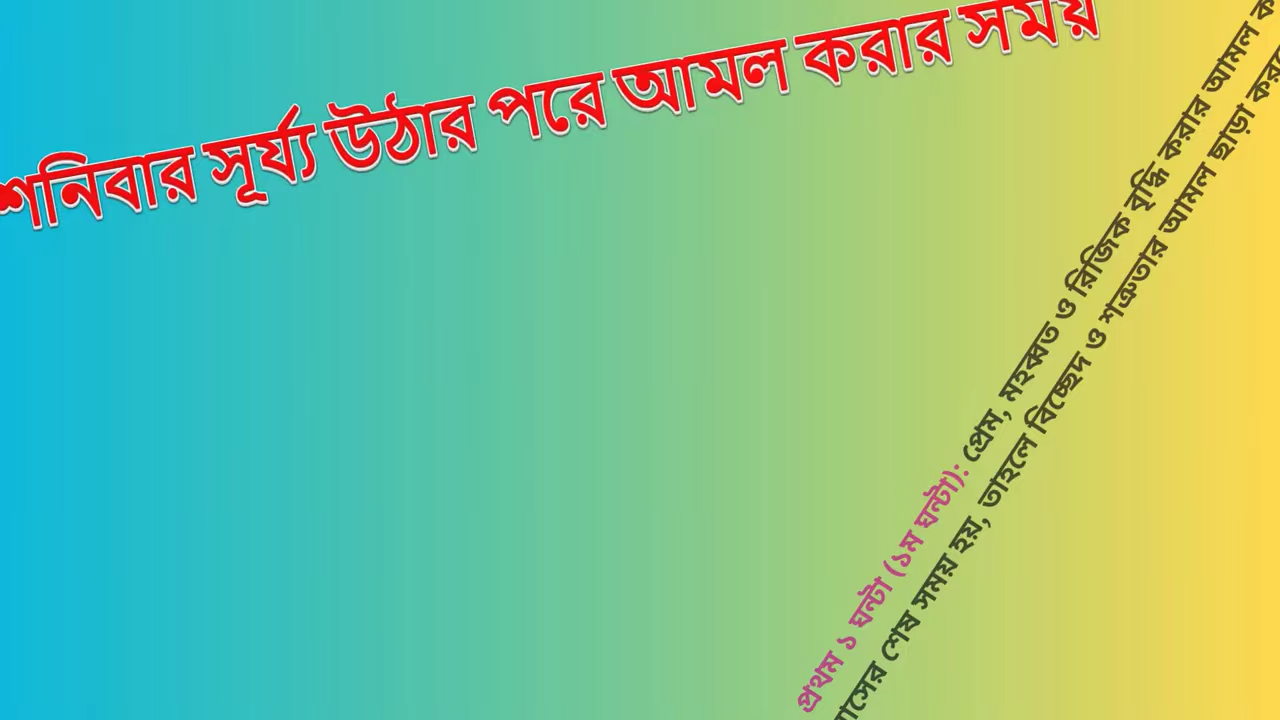 শনিবার সূর্য্য উঠার পরে আমল করার সময়
প্রথম ১ ঘন্টা (১ম ঘন্টা): প্রেম, মহব্বত ও রিজিক বৃদ্ধি করার আমল
শেষ সময় হয়, তাহলে বিচ্ছেদ ও শত্রুতার আমল ছাড়া